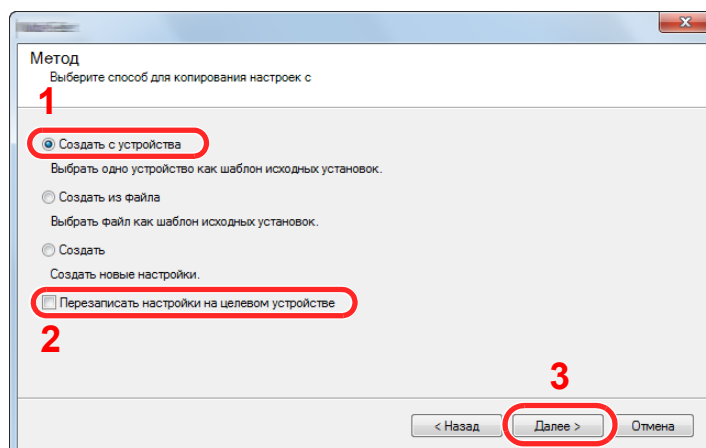 Метод
Выберите способ для копирования настроек с
1
Создать с устройства
Выбрать одно устройство как шаблон исходных установок.
Создать из файла
Выбрать файл как шаблон исходных установок.
Создать
Создать новые настройки.
Перезаписать настройки на целевом устройстве
2
3
< Назад Далее > Отмена